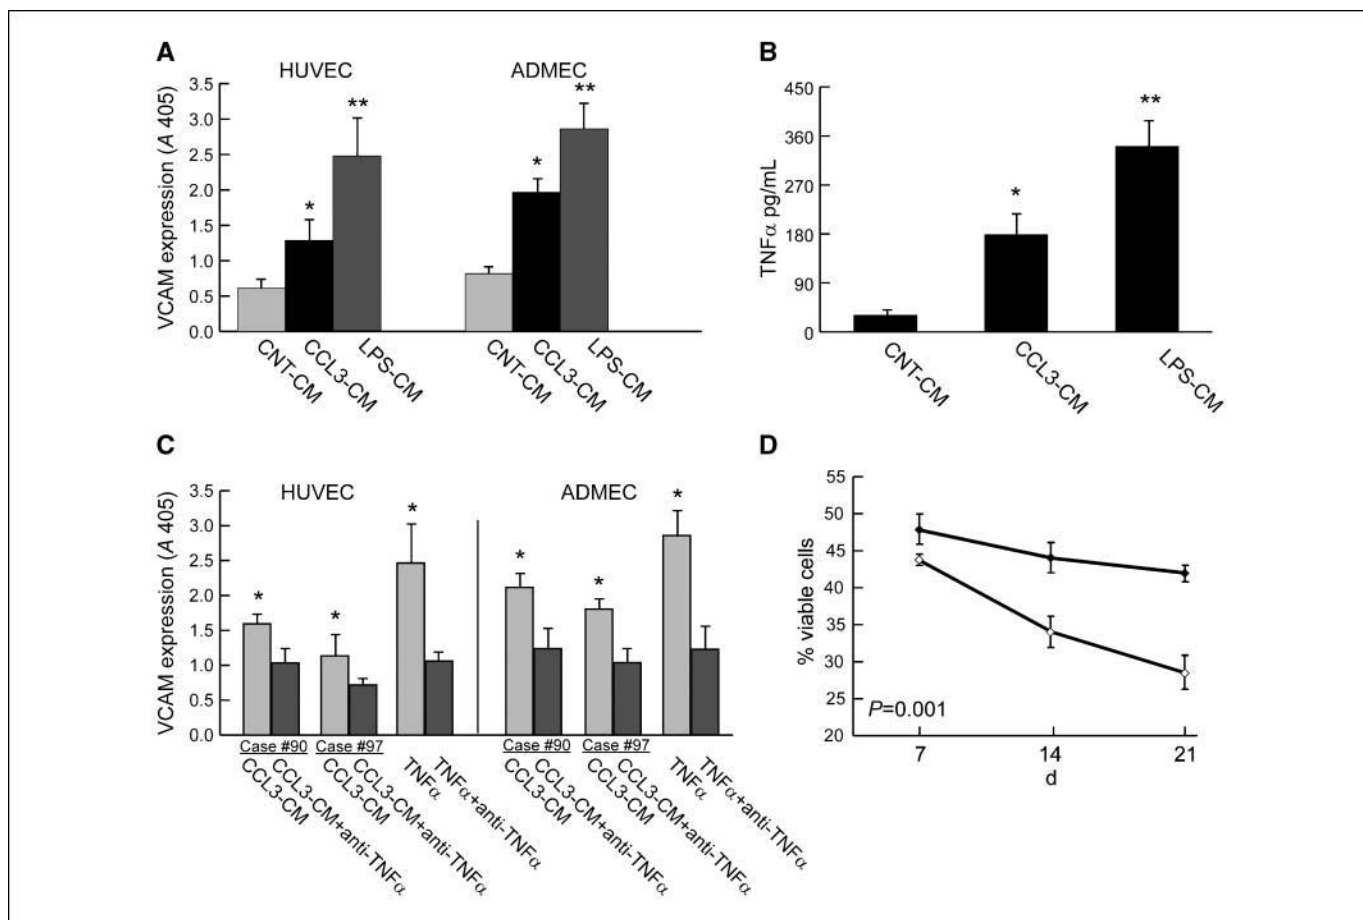 A
HUVEC
ADMEC
VCAM expression (A 405)
3.5
3.0
2.5
2.0
1.5
1.0
0.5
0.0
*
**
*
**
CNT-CM
CCL3-CM
LPS-CM
CNT-CM
CCL3-CM
LPS-CM
B
TNFα pg/mL
450
360
270
180
90
0
*
**
CNT-CM
CCL3-CM
LPS-CM
C
HUVEC
ADMEC
VCAM expression (A 405)
3.5
3.0
2.5
2.0
1.5
1.0
0.5
0.0
*
*
*
*
*
*
Case #90
Case #97
Case #90
Case #97
CCL3-CM
CCL3-CM+anti-TNFα
CCL3-CM
CCL3-CM+anti-TNFα
TNFα
TNFα+anti-TNFα
CCL3-CM
CCL3-CM+anti-TNFα
CCL3-CM
CCL3-CM+anti-TNFα
TNFα
TNFα+anti-TNFα
D
% viable cells
55
50
45
40
35
30
25
20
P=0.001
7
14
21
d